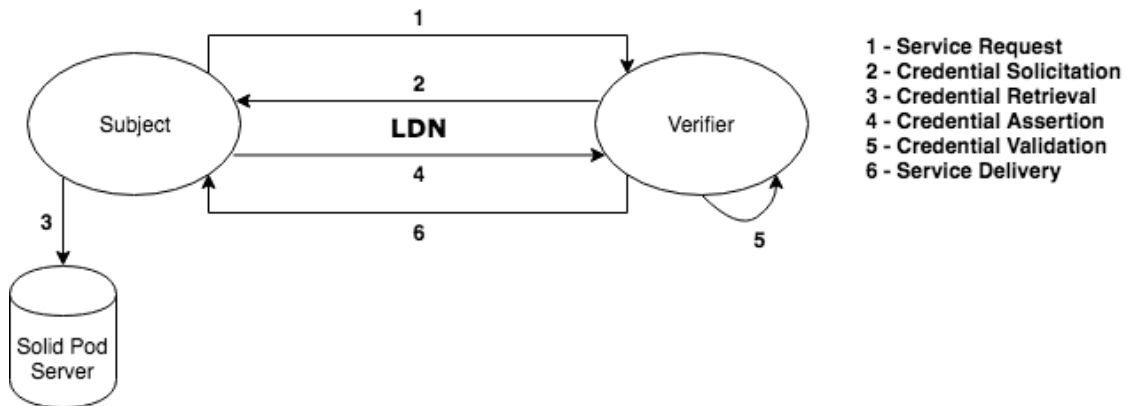 1
1 - Service Request
2 - Credential Solicitation
3 - Credential Retrieval
4 - Credential Assertion
5 - Credential Validation
6 - Service Delivery
2
Subject
LDN
Verifier
4
3
6
5
Solid Pod
Server